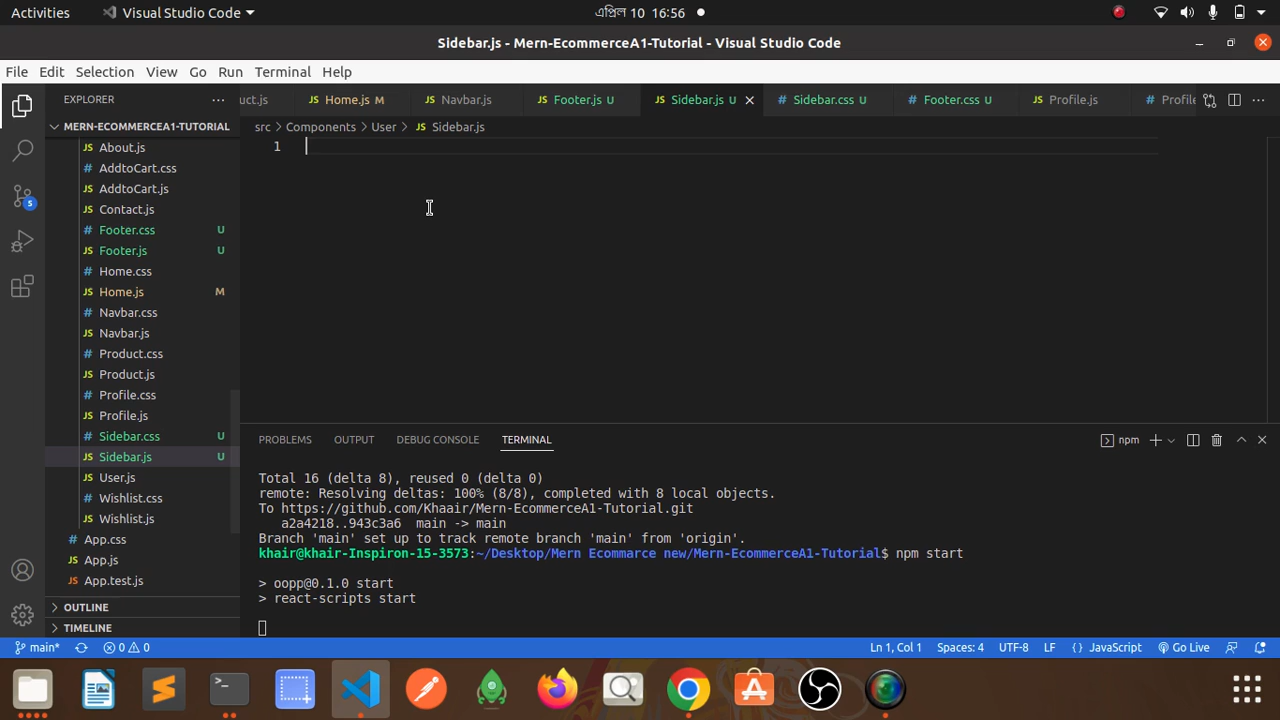 Activities
Visual Studio Code
এপ্রিল 10 16:56
Sidebar.js - Mern-EcommerceA1-Tutorial - Visual Studio Code
File Edit Selection View Go Run Terminal Help
EXPLORER
uct.js
Home.js M
Navbar.js
Footer.js U
Sidebar.js U
Sidebar.css U
Footer.css U
Profile.js
Profile
MERN-ECOMMERCEA1-TUTORIAL
src > Components > User > Sidebar.js
1
About.js
AddtoCart.css
AddtoCart.js
Contact.js
Footer.css U
Footer.js U
Home.css
Home.js M
Navbar.css
Navbar.js
Product.css
Product.js
Profile.css
Profile.js
Sidebar.css U
Sidebar.js U
User.js
Wishlist.css
Wishlist.js
App.css
App.js
App.test.js
OUTLINE
TIMELINE
5
PROBLEMS OUTPUT DEBUG CONSOLE TERMINAL
npm
Total 16 (delta 8), reused 0 (delta 0)
remote: Resolving deltas: 100% (8/8), completed with 8 local objects.
To https://github.com/Khaair/Mern-EcommerceA1-Tutorial.git
a2a4218..943c3a6 main -> main
Branch 'main' set up to track remote branch 'main' from 'origin'.
khair@khair-Inspiron-15-3573:~/Desktop/Mern Ecommarce new/Mern-EcommerceA1-Tutorial$ npm start
> oopp@0.1.0 start
> react-scripts start
main* 0 0
Ln 1, Col 1 Spaces: 4 UTF-8 LF {} JavaScript Go Live